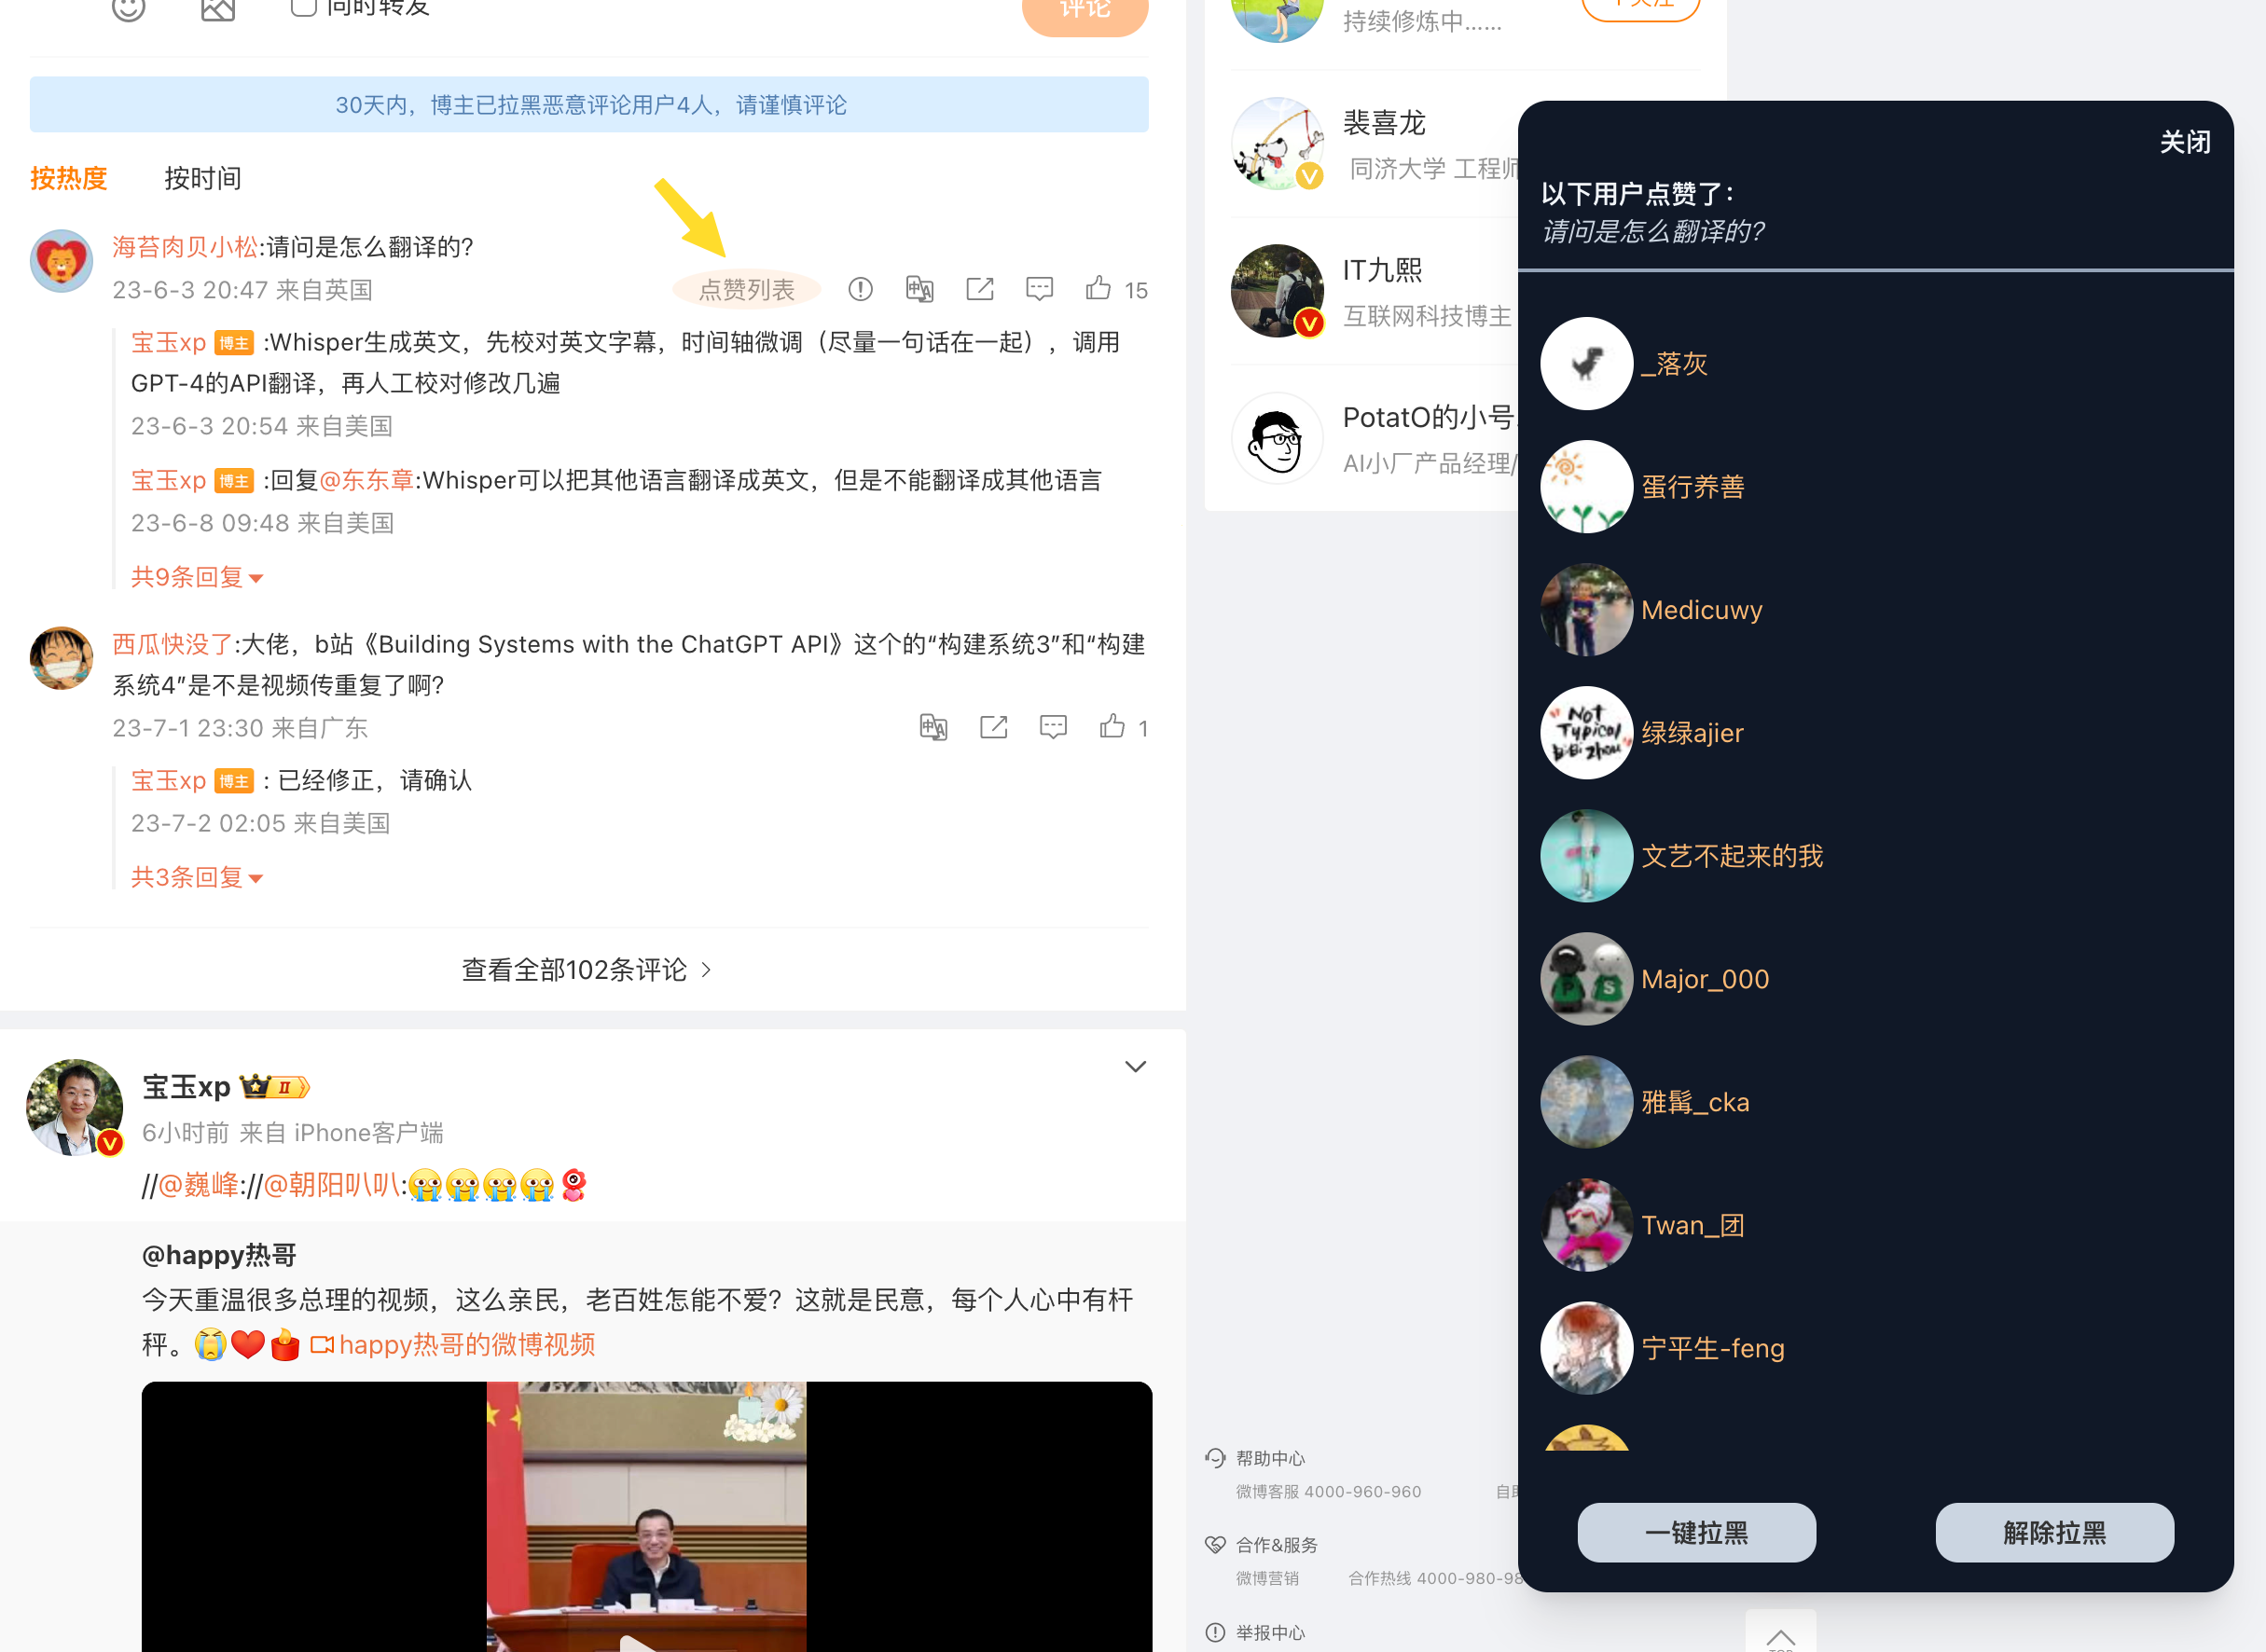 同时转发
评论
30天内，博主已拉黑恶意评论用户4人，请谨慎评论
按热度 按时间
海苔肉贝小松:请问是怎么翻译的?
23-6-3 20:47 来自英国
点赞列表 15
宝玉xp 博主 :Whisper生成英文，先校对英文字幕，时间轴微调（尽量一句话在一起），调用
GPT-4的API翻译，再人工校对修改几遍
23-6-3 20:54 来自美国
宝玉xp 博主 :回复@东东章:Whisper可以把其他语言翻译成英文，但是不能翻译成其他语言
23-6-8 09:48 来自美国
共9条回复
西瓜快没了:大佬，b站《Building Systems with the ChatGPT API》这个的“构建系统3”和“构建
系统4”是不是视频传重复了啊?
23-7-1 23:30 来自广东
1
宝玉xp 博主 : 已经修正，请确认
23-7-2 02:05 来自美国
共3条回复
查看全部102条评论
宝玉xp II
6小时前 来自 iPhone客户端
//@巍峰://@朝阳叭叭:
@happy热哥
今天重温很多总理的视频，这么亲民，老百姓怎能不爱？这就是民意，每个人心中有杆
秤。 happy热哥的微博视频
持续修炼中......
关注
裴喜龙
同济大学 工程师
IT九熙
互联网科技博主
PotatO的小号
AI小厂产品经理/
帮助中心
微博客服 4000-960-960
合作&服务
微博营销 合作热线 4000-980-98
举报中心
关闭
以下用户点赞了：
请问是怎么翻译的?
_落灰
蛋行养善
Medicuwy
Not
Typical
BiBi Zhou
绿绿ajier
文艺不起来的我
P S
Major_000
雅髯_cka
Twan_团
宁平生-feng
一键拉黑 解除拉黑